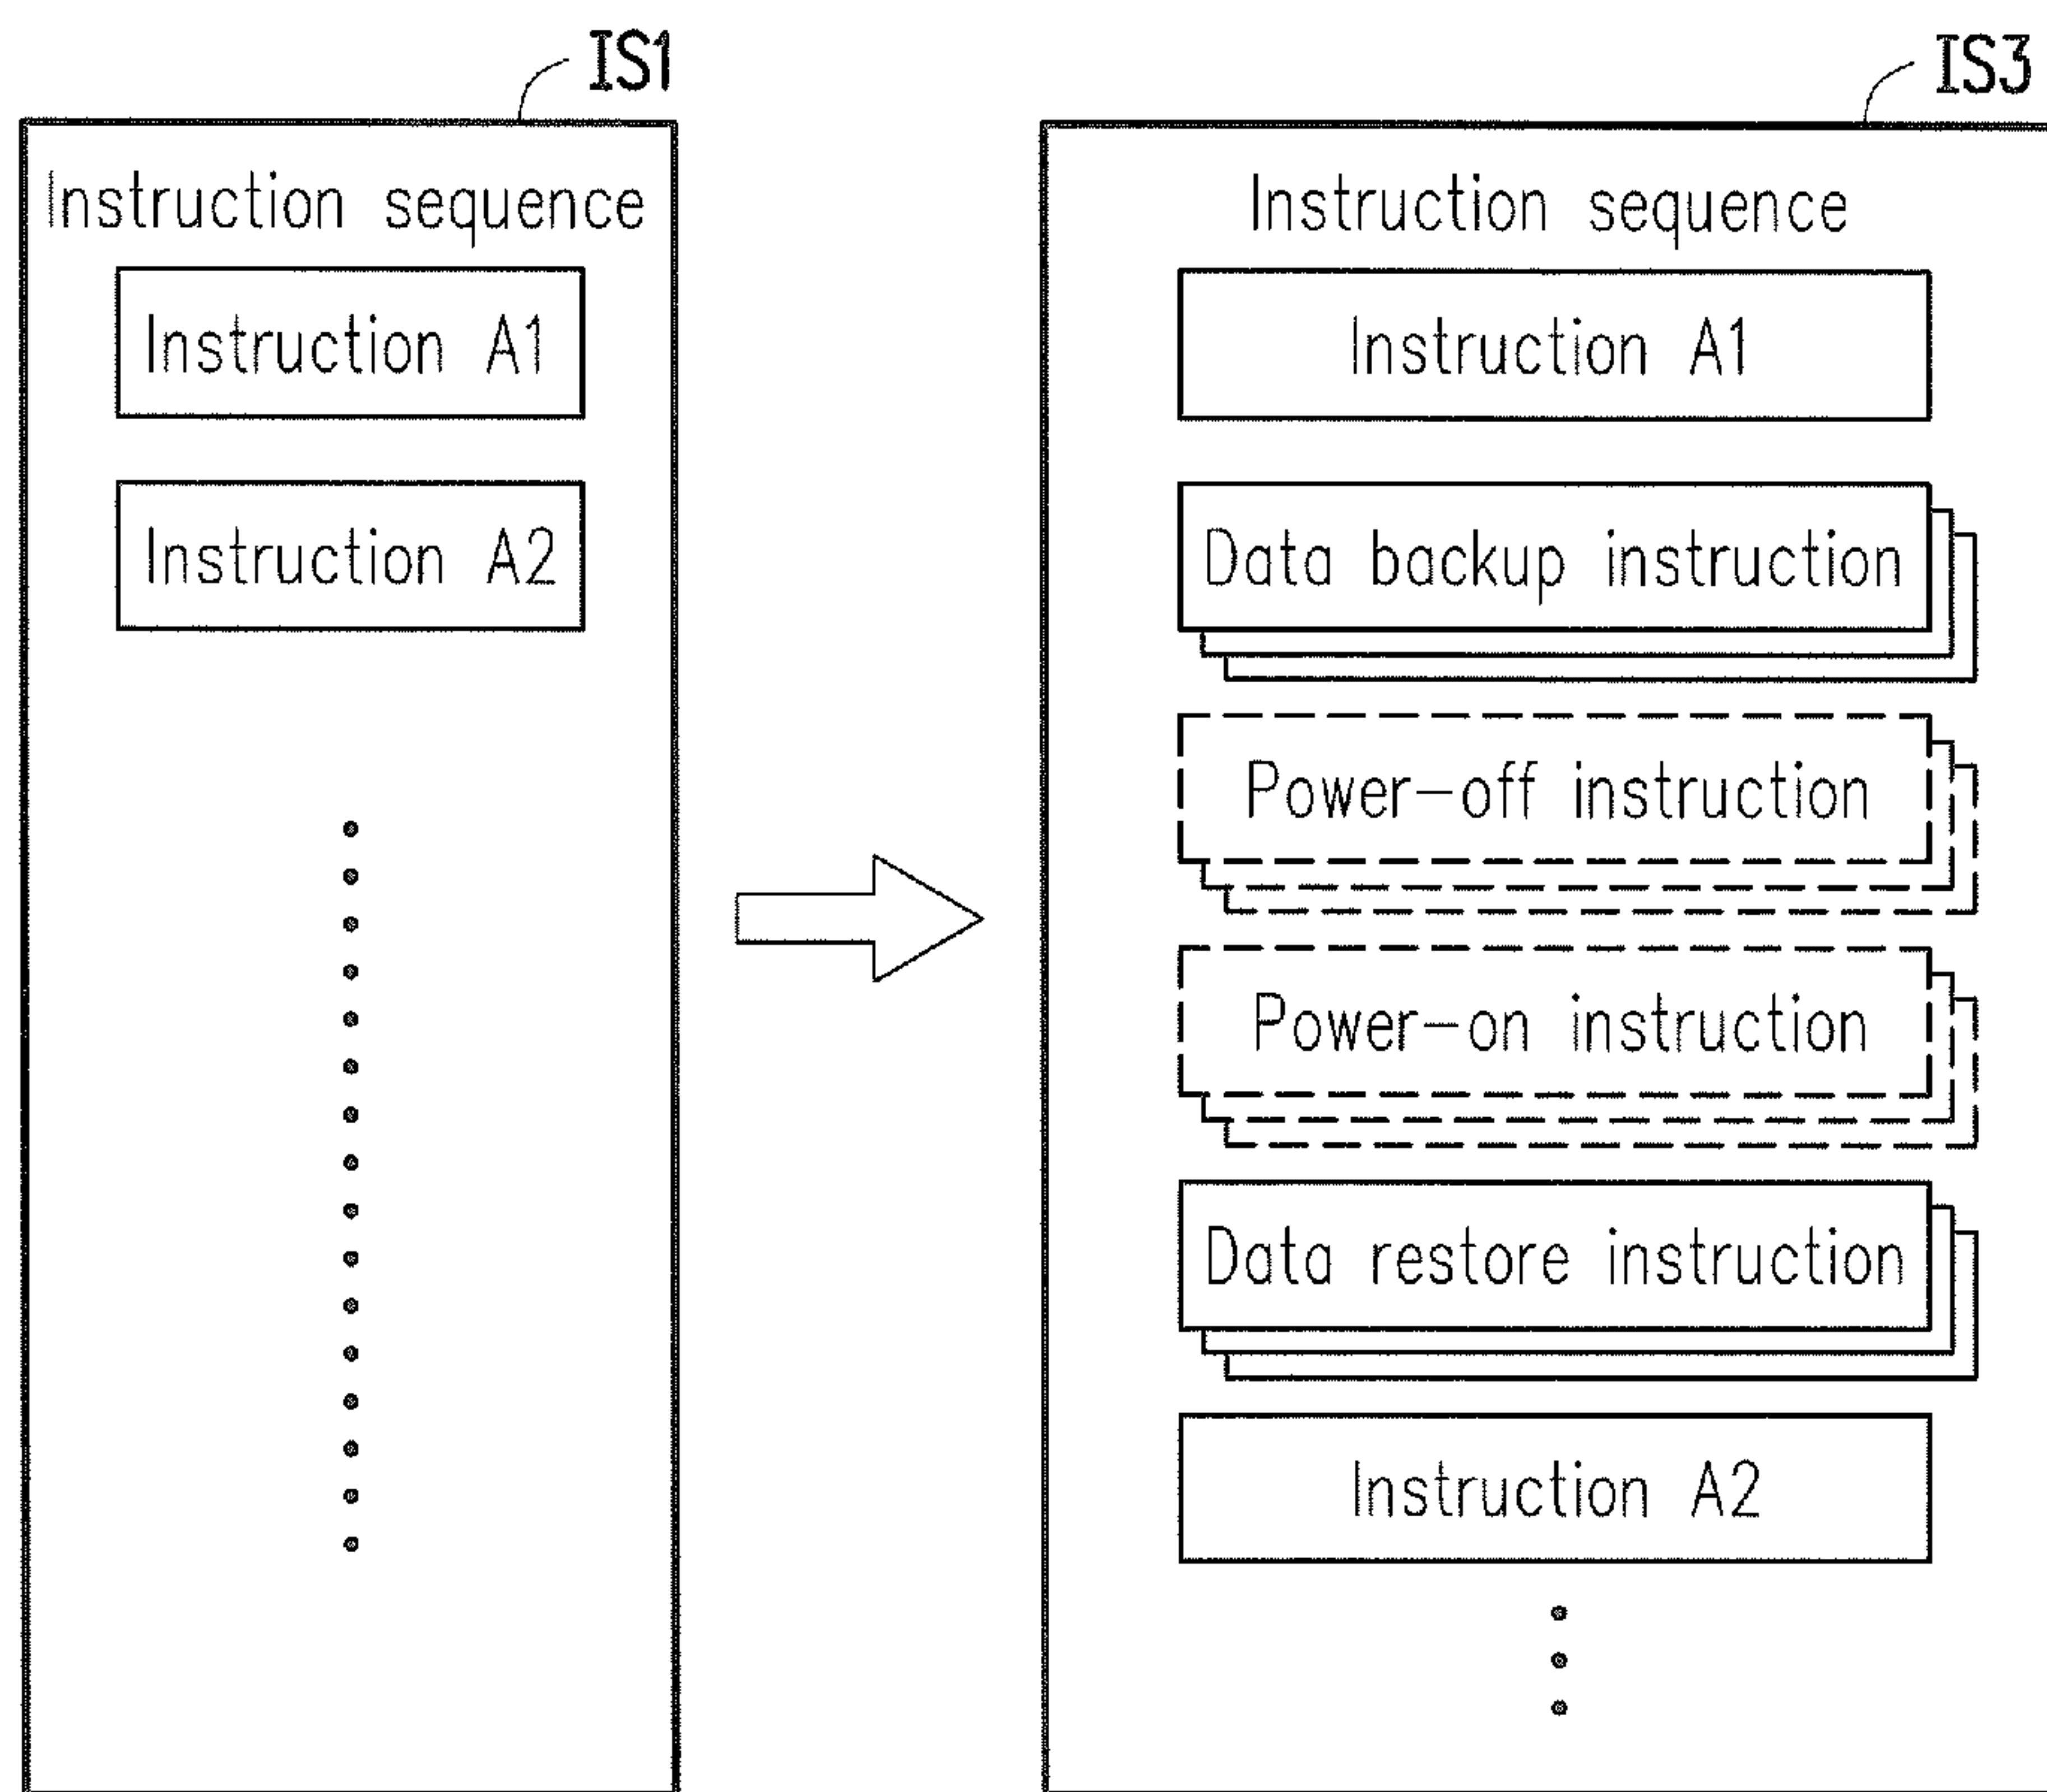 IS1
Instruction sequence
Instruction A1
Instruction A2
IS3
Instruction sequence
Instruction A1
Data backup instruction
Power-off instruction
Power-on instruction
Data restore instruction
Instruction A2